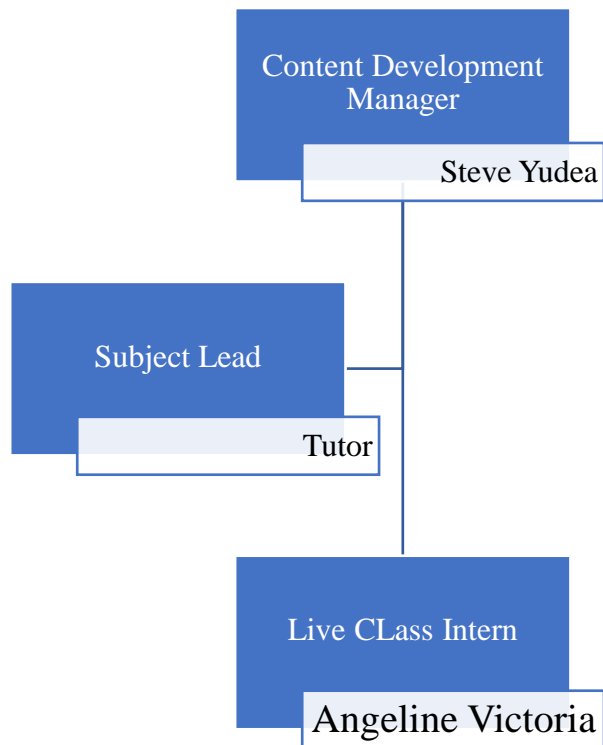 Content Development
Manager
Steve Yudea
Subject Lead
Tutor
Live CLass Intern
Angeline Victoria